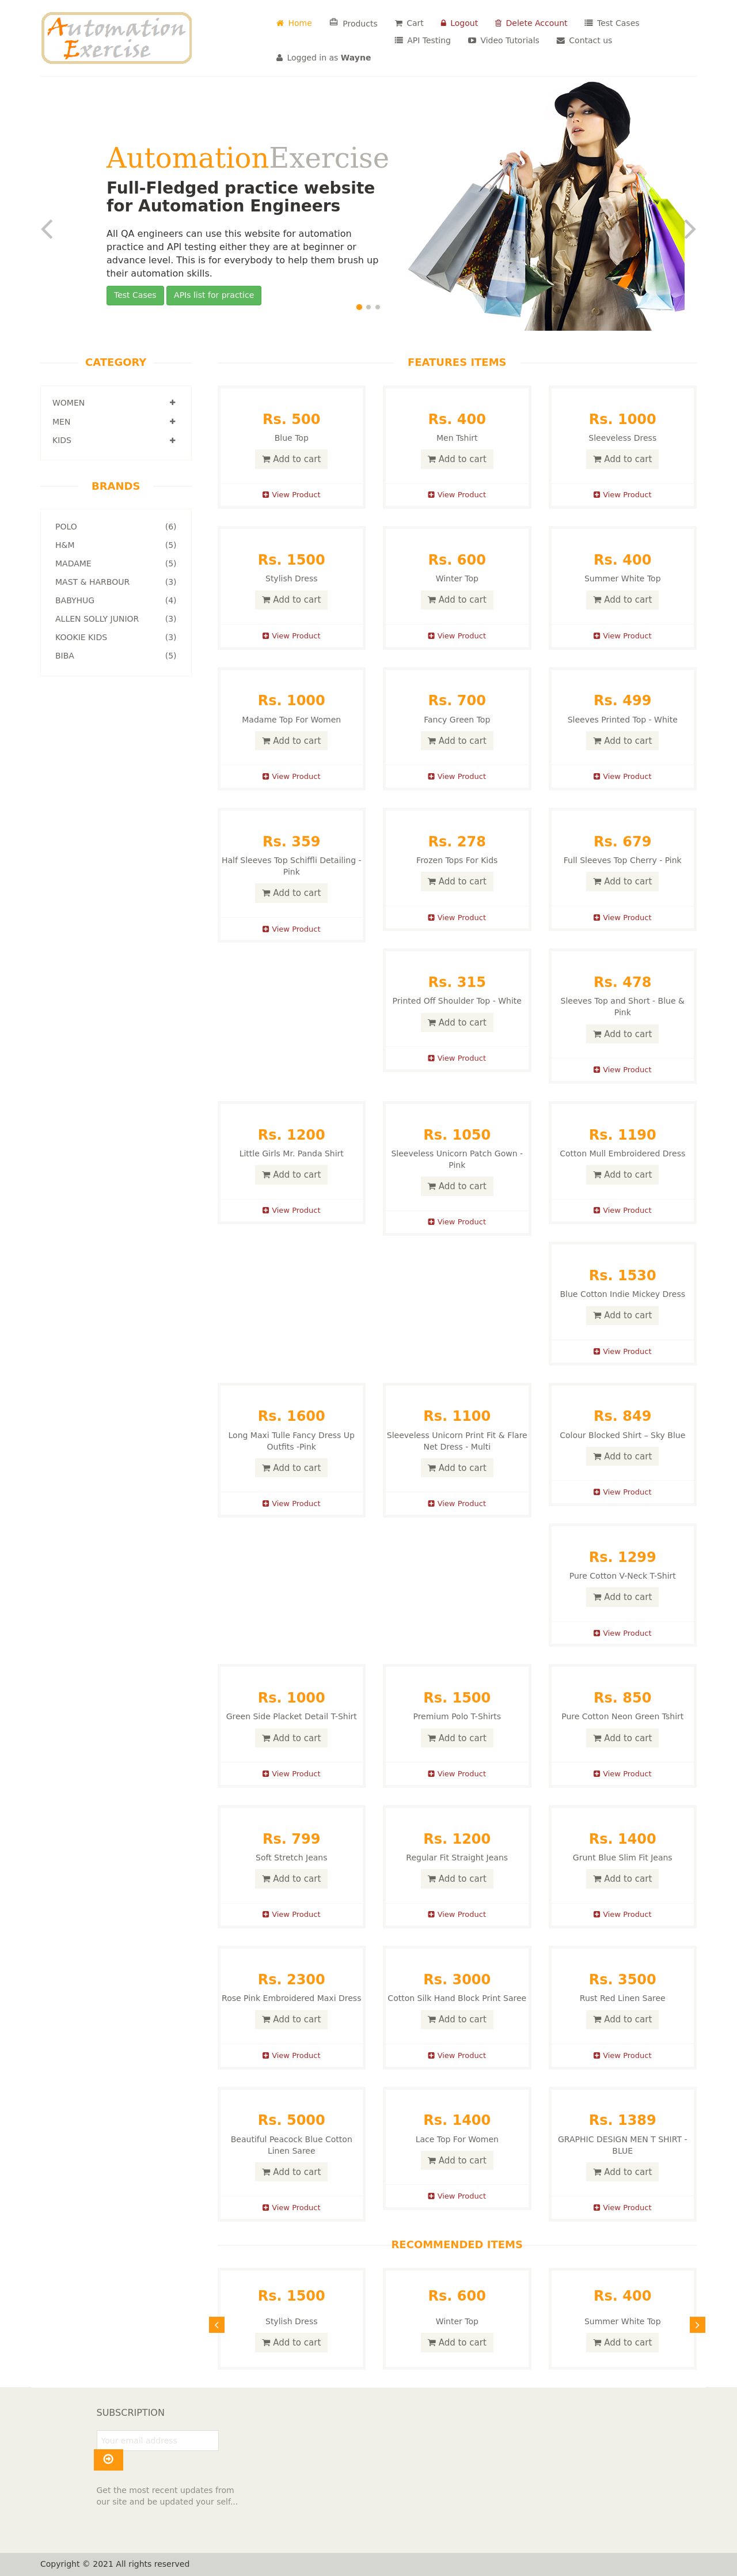 Automation
Exercise
Home
Products
Cart
Logout
Delete Account
Test Cases
API Testing
Video Tutorials
Contact us
Logged in as Wayne
AutomationExercise
Full-Fledged practice website
for Automation Engineers
All QA engineers can use this website for automation
practice and API testing either they are at beginner or
advance level. This is for everybody to help them brush up
their automation skills.
Test Cases
APIs list for practice
CATEGORY
WOMEN
MEN
KIDS
BRANDS
POLO (6)
H&M (5)
MADAME (5)
MAST & HARBOUR (3)
BABYHUG (4)
ALLEN SOLLY JUNIOR (3)
KOOKIE KIDS (3)
BIBA (5)
FEATURES ITEMS
Rs. 500
Blue Top
Add to cart
View Product
Rs. 400
Men Tshirt
Add to cart
View Product
Rs. 1000
Sleeveless Dress
Add to cart
View Product
Rs. 1500
Stylish Dress
Add to cart
View Product
Rs. 600
Winter Top
Add to cart
View Product
Rs. 400
Summer White Top
Add to cart
View Product
Rs. 1000
Madame Top For Women
Add to cart
View Product
Rs. 700
Fancy Green Top
Add to cart
View Product
Rs. 499
Sleeves Printed Top - White
Add to cart
View Product
Rs. 359
Half Sleeves Top Schiffli Detailing -
Pink
Add to cart
View Product
Rs. 278
Frozen Tops For Kids
Add to cart
View Product
Rs. 679
Full Sleeves Top Cherry - Pink
Add to cart
View Product
Rs. 315
Printed Off Shoulder Top - White
Add to cart
View Product
Rs. 478
Sleeves Top and Short - Blue &
Pink
Add to cart
View Product
Rs. 1200
Little Girls Mr. Panda Shirt
Add to cart
View Product
Rs. 1050
Sleeveless Unicorn Patch Gown -
Pink
Add to cart
View Product
Rs. 1190
Cotton Mull Embroidered Dress
Add to cart
View Product
Rs. 1530
Blue Cotton Indie Mickey Dress
Add to cart
View Product
Rs. 1600
Long Maxi Tulle Fancy Dress Up
Outfits -Pink
Add to cart
View Product
Rs. 1100
Sleeveless Unicorn Print Fit & Flare
Net Dress - Multi
Add to cart
View Product
Rs. 849
Colour Blocked Shirt – Sky Blue
Add to cart
View Product
Rs. 1299
Pure Cotton V-Neck T-Shirt
Add to cart
View Product
Rs. 1000
Green Side Placket Detail T-Shirt
Add to cart
View Product
Rs. 1500
Premium Polo T-Shirts
Add to cart
View Product
Rs. 850
Pure Cotton Neon Green Tshirt
Add to cart
View Product
Rs. 799
Soft Stretch Jeans
Add to cart
View Product
Rs. 1200
Regular Fit Straight Jeans
Add to cart
View Product
Rs. 1400
Grunt Blue Slim Fit Jeans
Add to cart
View Product
Rs. 2300
Rose Pink Embroidered Maxi Dress
Add to cart
View Product
Rs. 3000
Cotton Silk Hand Block Print Saree
Add to cart
View Product
Rs. 3500
Rust Red Linen Saree
Add to cart
View Product
Rs. 5000
Beautiful Peacock Blue Cotton
Linen Saree
Add to cart
View Product
Rs. 1400
Lace Top For Women
Add to cart
View Product
Rs. 1389
GRAPHIC DESIGN MEN T SHIRT -
BLUE
Add to cart
View Product
RECOMMENDED ITEMS
Rs. 1500
Stylish Dress
Add to cart
Rs. 600
Winter Top
Add to cart
Rs. 400
Summer White Top
Add to cart
SUBSCRIPTION
Your email address
Get the most recent updates from
our site and be updated your self...
Copyright © 2021 All rights reserved